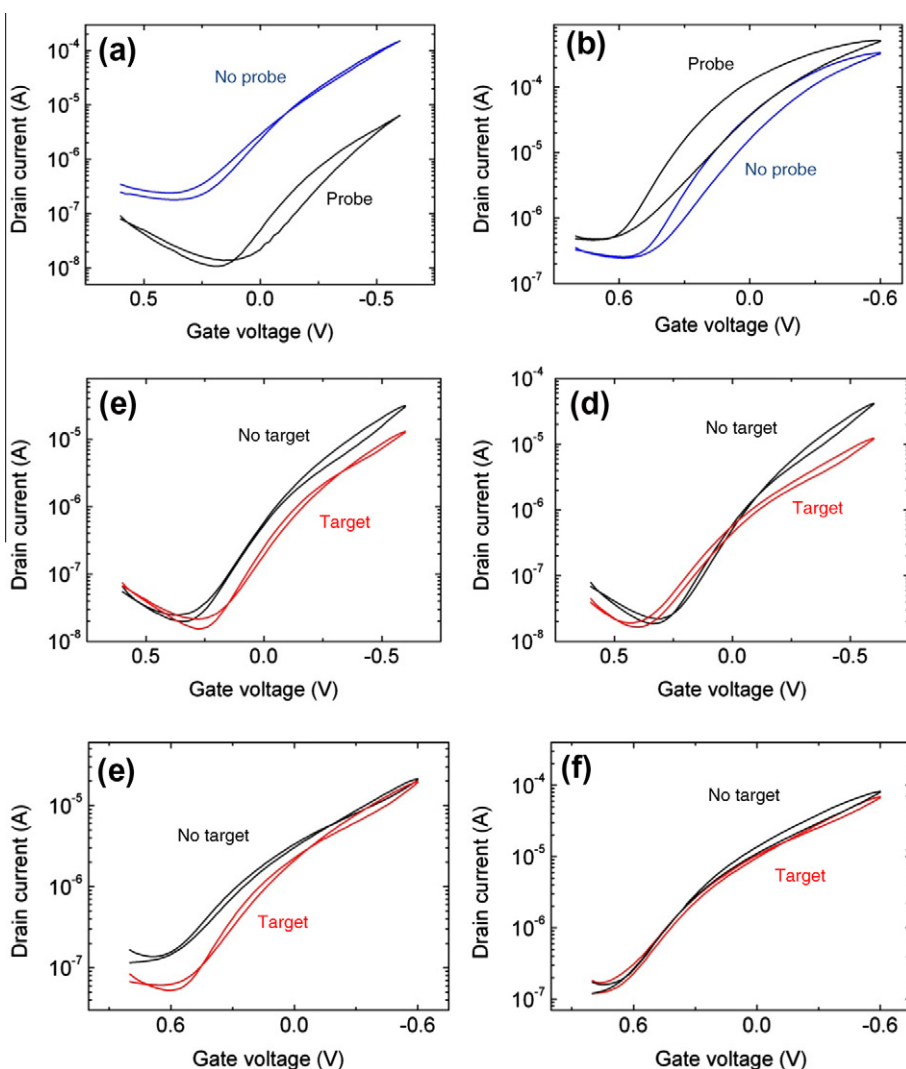 (a)
No probe
Probe
Drain current (A)
10⁻⁴
10⁻⁵
10⁻⁶
10⁻⁷
10⁻⁸
0.5 0.0 -0.5
Gate voltage (V)
(b)
Probe
No probe
Drain current (A)
10⁻³
10⁻⁴
10⁻⁵
10⁻⁶
10⁻⁷
0.6 0.0 -0.6
Gate voltage (V)
(e)
No target
Target
Drain current (A)
10⁻⁵
10⁻⁶
10⁻⁷
10⁻⁸
0.5 0.0 -0.5
Gate voltage (V)
(d)
No target
Target
Drain current (A)
10⁻⁴
10⁻⁵
10⁻⁶
10⁻⁷
10⁻⁸
0.5 0.0 -0.5
Gate voltage (V)
(e)
No target
Target
Drain current (A)
10⁻⁵
10⁻⁶
10⁻⁷
0.6 0.0 -0.6
Gate voltage (V)
(f)
No target
Target
Drain current (A)
10⁻⁴
10⁻⁵
10⁻⁶
10⁻⁷
0.6 0.0 -0.6
Gate voltage (V)